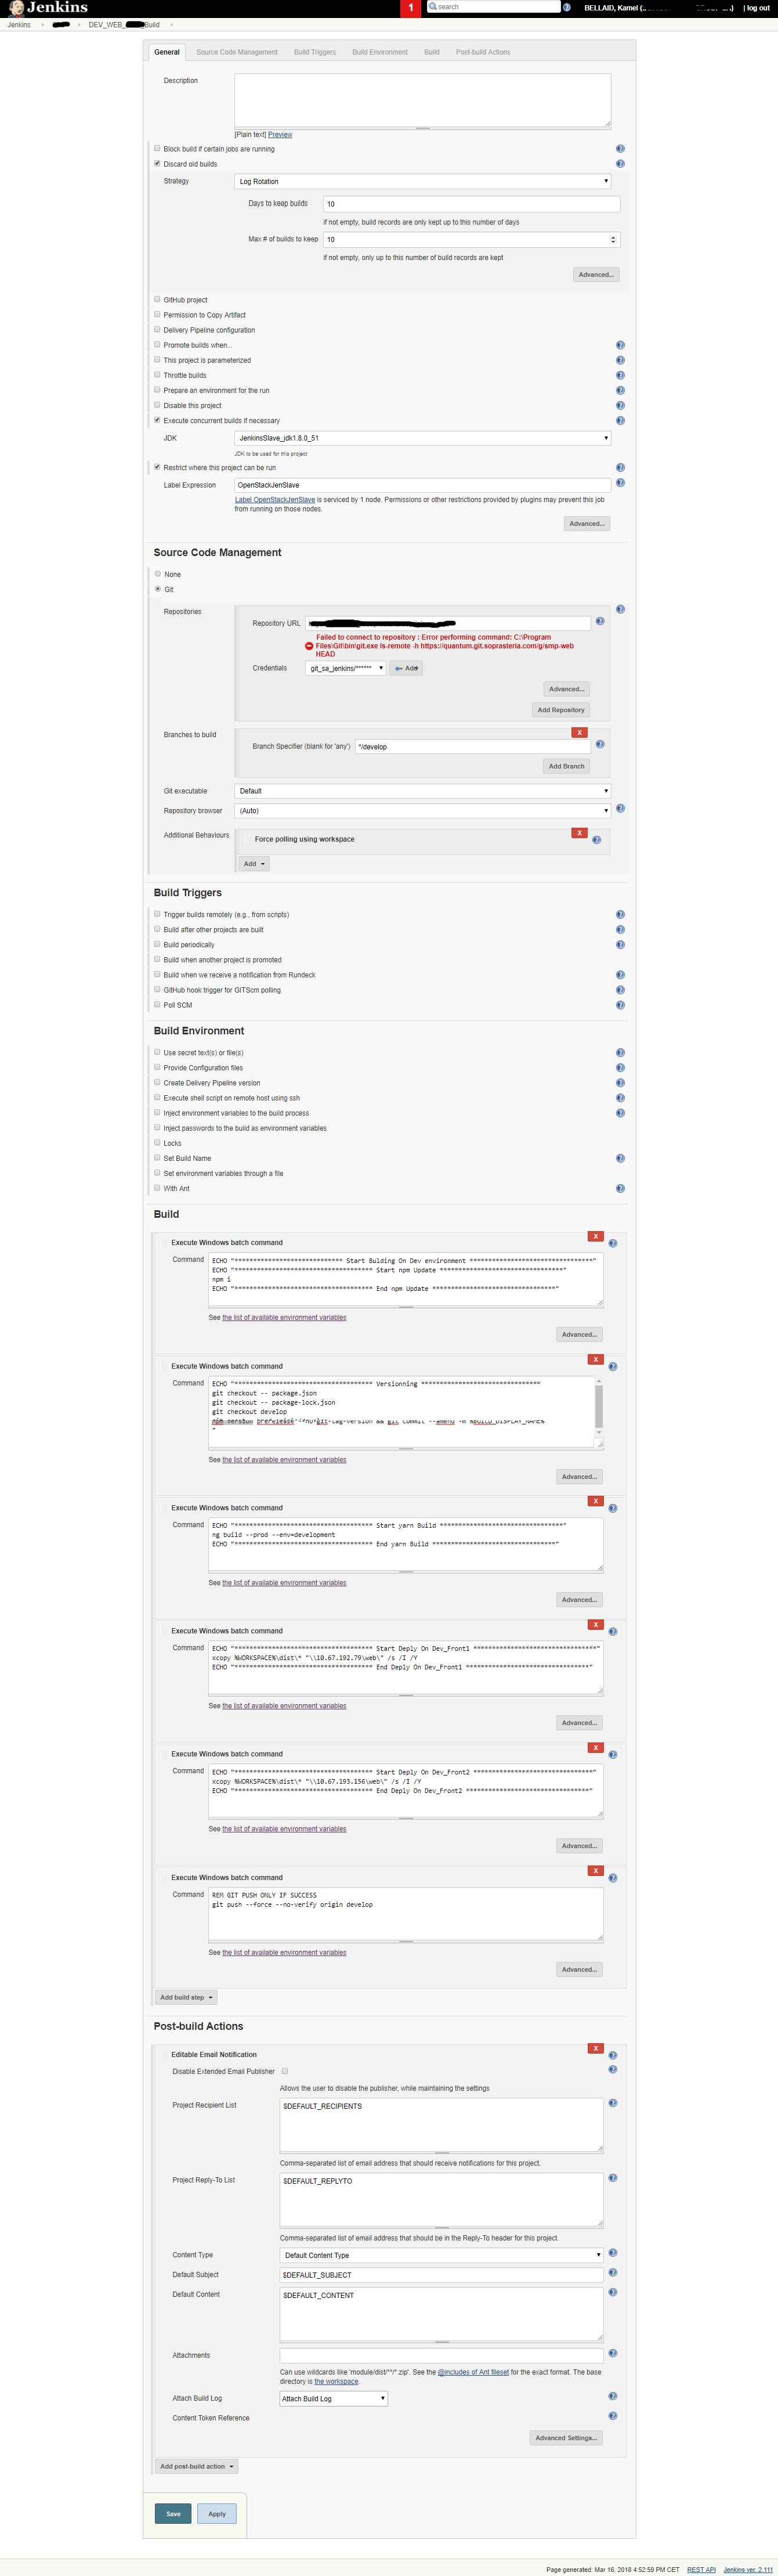 Jenkins
1
search
BELLAID, Kamel
| log out
Jenkins
DEV_WEB_
Build
General
Source Code Management
Build Triggers
Build Environment
Build
Post-build Actions
Description
[Plain text] Preview
Block build if certain jobs are running
Discard old builds
Strategy
Log Rotation
Days to keep builds
10
if not empty, build records are only kept up to this number of days
Max # of builds to keep
10
if not empty, only up to this number of build records are kept
Advanced...
GitHub project
Permission to Copy Artifact
Delivery Pipeline configuration
Promote builds when...
This project is parameterized
Throttle builds
Prepare an environment for the run
Disable this project
Execute concurrent builds if necessary
JDK
JenkinsSlave_jdk1.8.0_51
JDK to be used for this project
Restrict where this project can be run
Label Expression
OpenStackJenSlave
Label OpenStackJenSlave is serviced by 1 node. Permissions or other restrictions provided by plugins may prevent this job
from running on those nodes.
Advanced...
Source Code Management
None
Git
Repositories
Repository URL
Failed to connect to repository : Error performing command: C:\Program
Files\Git\bin\git.exe ls-remote -h https://quantum.git.soprasteria.com/g/smp-web
HEAD
Credentials
git_sa_jenkins/******
Add
Advanced...
Add Repository
Branches to build
X
Branch Specifier (blank for 'any')
*/develop
Add Branch
Git executable
Default
Repository browser
(Auto)
Additional Behaviours
X
Force polling using workspace
Add
Build Triggers
Trigger builds remotely (e.g., from scripts)
Build after other projects are built
Build periodically
Build when another project is promoted
Build when we receive a notification from Rundeck
GitHub hook trigger for GITScm polling
Poll SCM
Build Environment
Use secret text(s) or file(s)
Provide Configuration files
Create Delivery Pipeline version
Execute shell script on remote host using ssh
Inject environment variables to the build process
Inject passwords to the build as environment variables
Locks
Set Build Name
Set environment variables through a file
With Ant
Build
X
Execute Windows batch command
Command
ECHO "***************************** Start Bulding On Dev environment *********************************"
ECHO "************************************* Start npm Update *********************************"
npm i
ECHO "************************************* End npm Update *********************************"
See the list of available environment variables
Advanced...
X
Execute Windows batch command
Command
ECHO "************************************* Versionning ********************************
git checkout -- package.json
git checkout -- package-lock.json
git checkout develop
npm version prerelease --no-git-tag-version && git commit --amend -m %BUILD_DISPLAY_NAME%
"
See the list of available environment variables
Advanced...
X
Execute Windows batch command
Command
ECHO "************************************* Start yarn Build *********************************"
ng build --prod --env=development
ECHO "************************************* End yarn Build *********************************"
See the list of available environment variables
Advanced...
X
Execute Windows batch command
Command
ECHO "************************************* Start Deply On Dev_Front1 *********************************"
xcopy %WORKSPACE%\dist\* "\\10.67.192.79\web\" /s /I /Y
ECHO "************************************* End Deply On Dev_Front1 *********************************"
See the list of available environment variables
Advanced...
X
Execute Windows batch command
Command
ECHO "************************************* Start Deply On Dev_Front2 ********************************"
xcopy %WORKSPACE%\dist\* "\\10.67.193.156\web\" /s /I /Y
ECHO "************************************* End Deply On Dev_Front2 *********************************"
See the list of available environment variables
Advanced...
X
Execute Windows batch command
Command
REM GIT PUSH ONLY IF SUCCESS
git push --force --no-verify origin develop
See the list of available environment variables
Advanced...
Add build step
Post-build Actions
X
Editable Email Notification
Disable Extended Email Publisher
Allows the user to disable the publisher, while maintaining the settings
Project Recipient List
$DEFAULT_RECIPIENTS
Comma-separated list of email address that should receive notifications for this project.
Project Reply-To List
$DEFAULT_REPLYTO
Comma-separated list of email address that should be in the Reply-To header for this project.
Content Type
Default Content Type
Default Subject
$DEFAULT_SUBJECT
Default Content
$DEFAULT_CONTENT
Attachments
Can use wildcards like 'module/dist/**/*.zip'. See the @includes of Ant fileset for the exact format. The base
directory is the workspace.
Attach Build Log
Attach Build Log
Content Token Reference
Advanced Settings...
Add post-build action
Save
Apply
Page generated: Mar 16, 2018 4:52:59 PM CET
REST API
Jenkins ver. 2.111